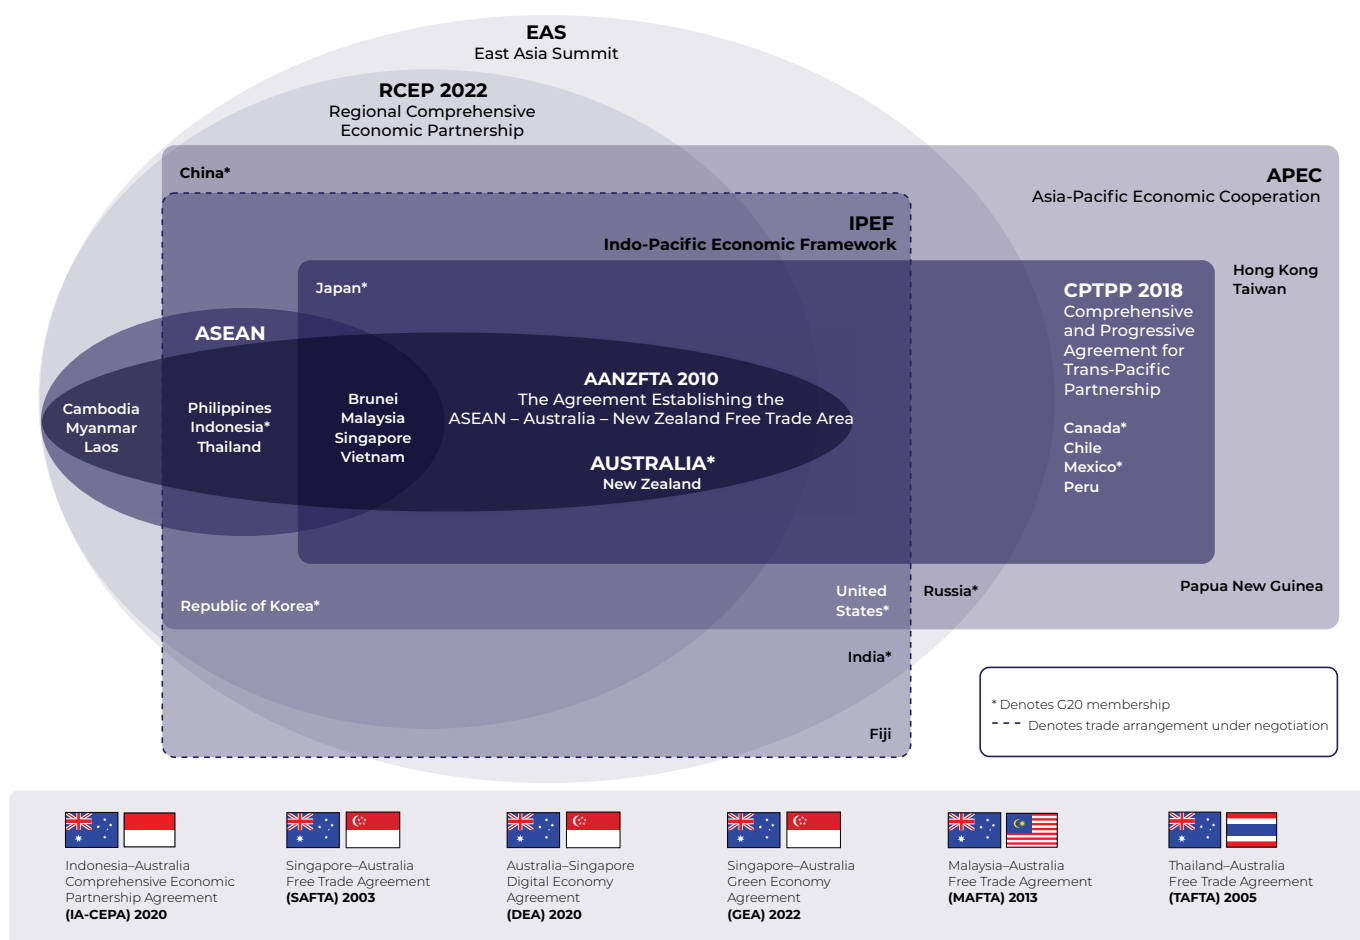 EAS
East Asia Summit
RCEP 2022
Regional Comprehensive
Economic Partnership
China*
APEC
Asia-Pacific Economic Cooperation
IPEF
Indo-Pacific Economic Framework
Hong Kong
Taiwan
Japan*
CPTPP 2018
Comprehensive
and Progressive
Agreement for
Trans-Pacific
Partnership
Canada*
Chile
Mexico*
Peru
ASEAN
Cambodia
Myanmar
Laos
Philippines
Indonesia*
Thailand
Brunei
Malaysia
Singapore
Vietnam
AANZFTA 2010
The Agreement Establishing the
ASEAN – Australia – New Zealand Free Trade Area
AUSTRALIA*
New Zealand
Republic of Korea*
United
States*
Russia*
Papua New Guinea
India*
Fiji
* Denotes G20 membership
Denotes trade arrangement under negotiation
Indonesia–Australia
Comprehensive Economic
Partnership Agreement
(IA-CEPA) 2020
Singapore–Australia
Free Trade Agreement
(SAFTA) 2003
Australia–Singapore
Digital Economy
Agreement
(DEA) 2020
Singapore–Australia
Green Economy
Agreement
(GEA) 2022
Malaysia–Australia
Free Trade Agreement
(MAFTA) 2013
Thailand–Australia
Free Trade Agreement
(TAFTA) 2005